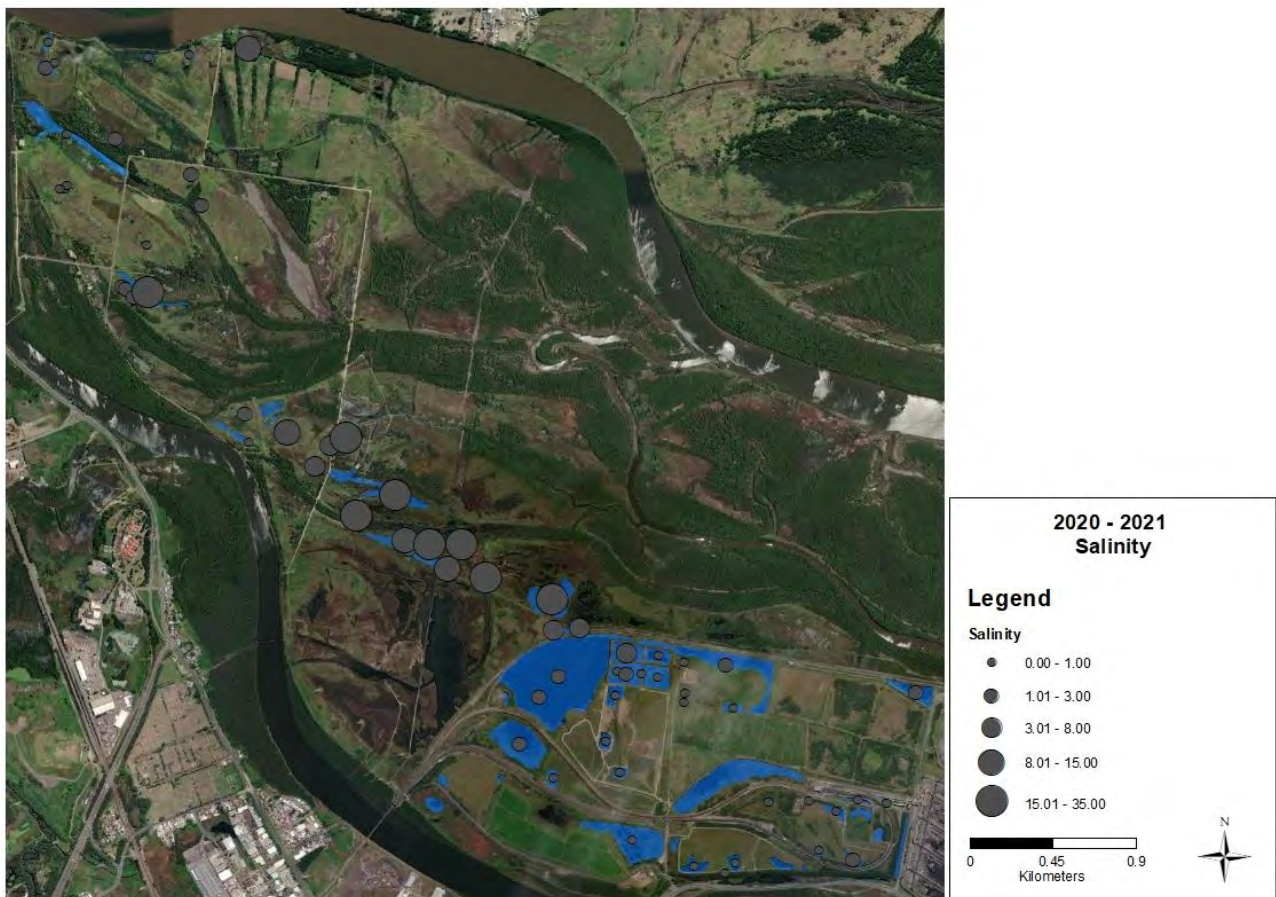 2020 - 2021
Salinity
Legend
Salinity
0.00 - 1.00
1.01 - 3.00
3.01 - 8.00
8.01 - 15.00
15.01 - 35.00
N
0 0.45 0.9
Kilometers